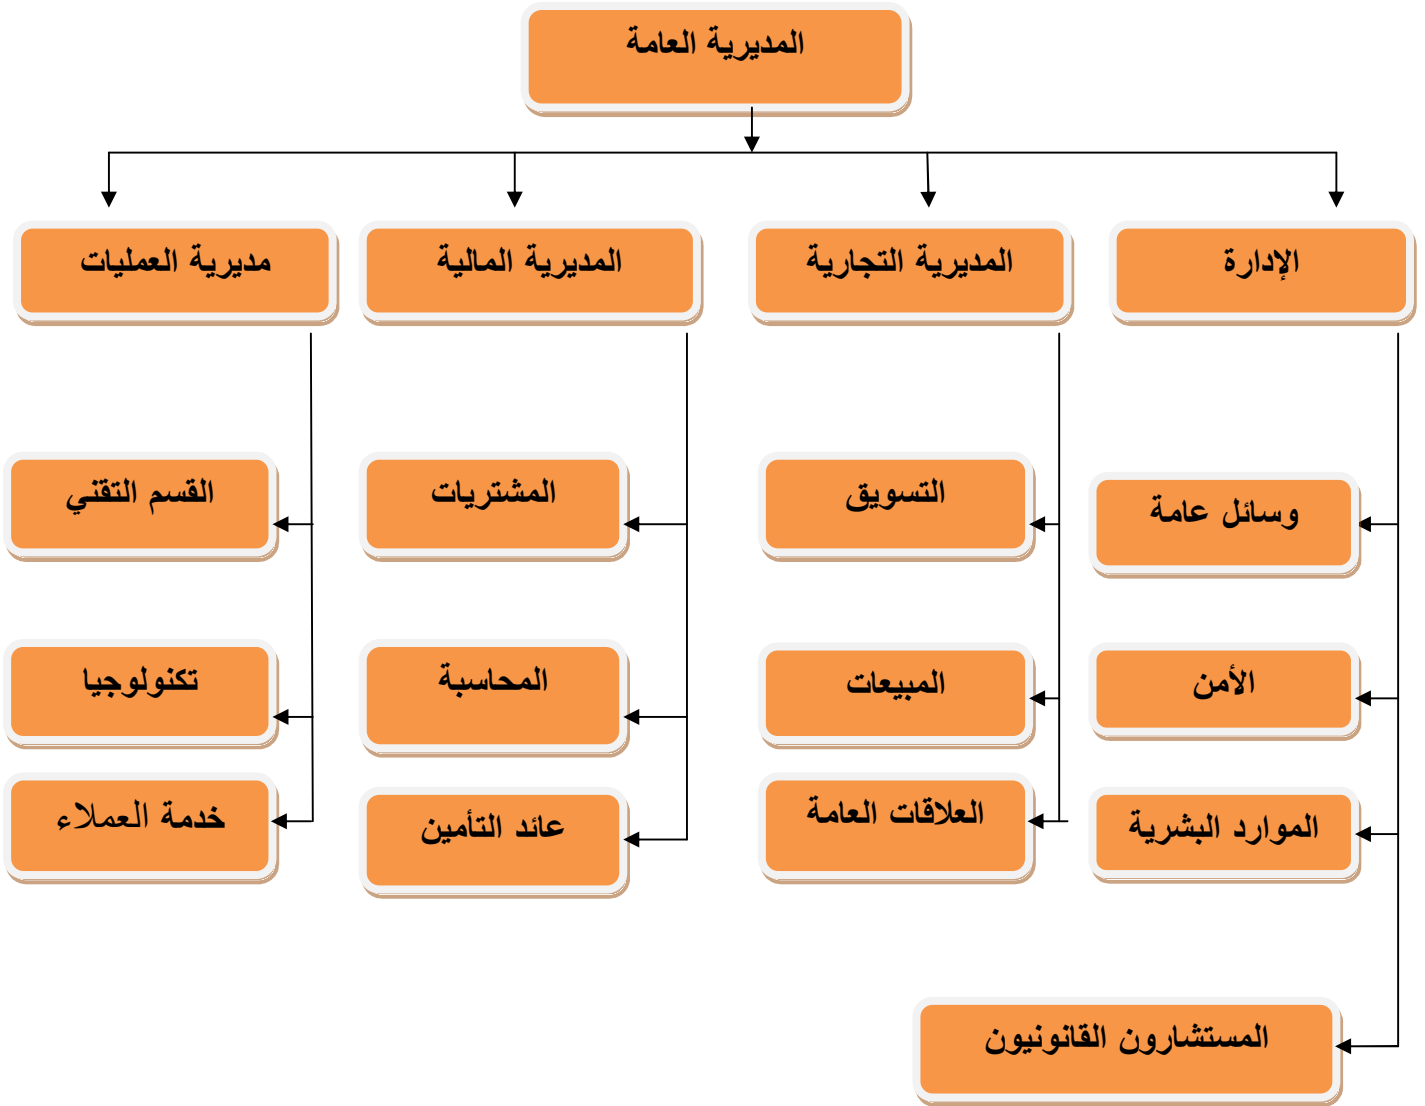 المديرية العامة
الإدارة
المديرية التجارية
المديرية المالية
مديرية العمليات
وسائل عامة
التسويق
المشتريات
القسم التقني
الأمن
المبيعات
المحاسبة
تكنولوجيا
الموارد البشرية
العلاقات العامة
عائد التأمين
خدمة العملاء
المستشارون القانونيون